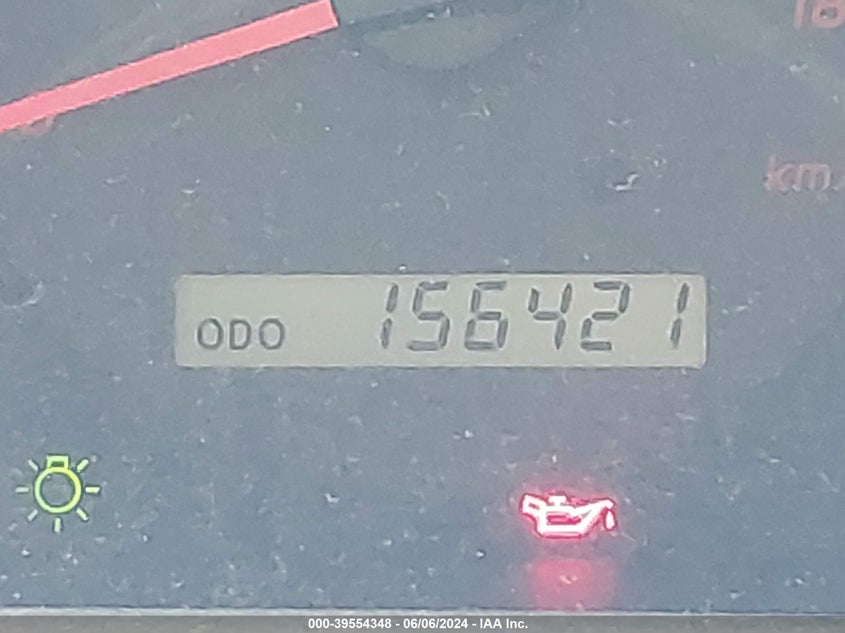 km
ODO 156421
000-39554348 - 06/06/2024 - IAA Inc.